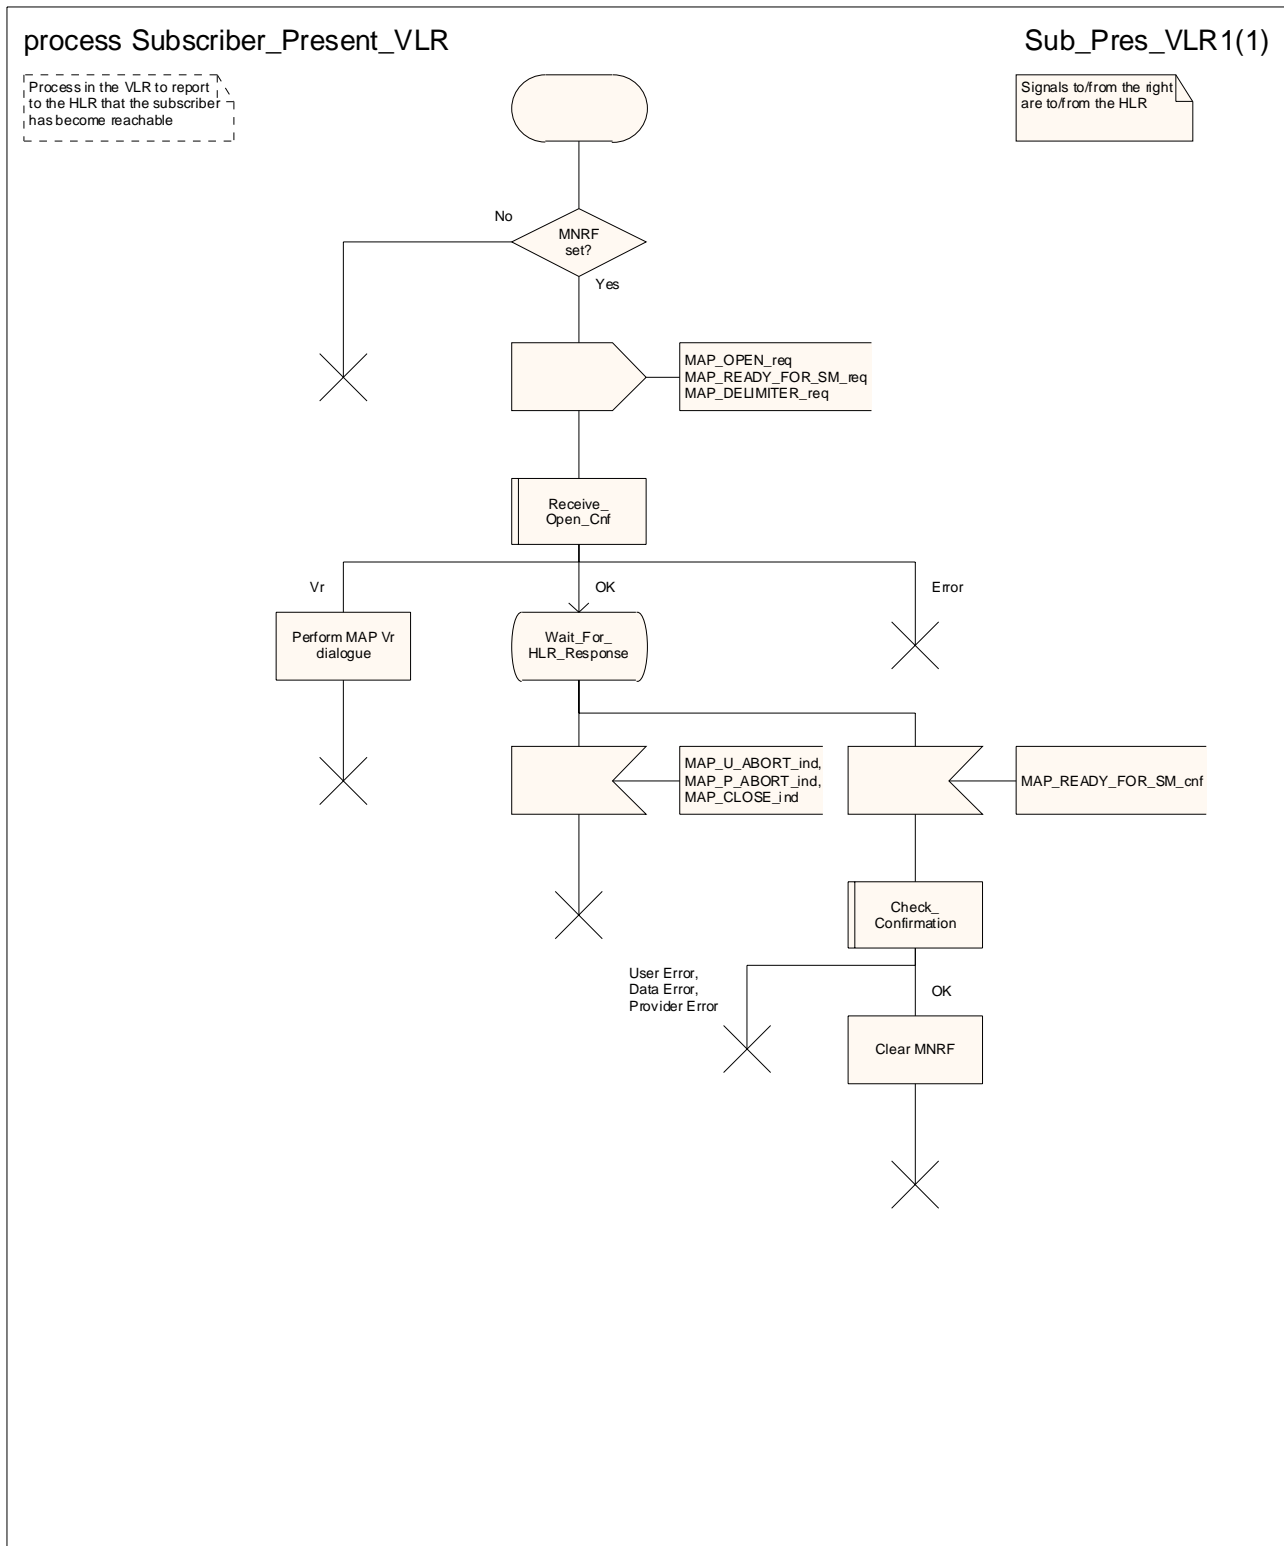 process Subscriber_Present_VLR
Sub_Pres_VLR1(1)
Process in the VLR to report
to the HLR that the subscriber
has become reachable
Signals to/from the right
are to/from the HLR
No
MNRF
set?
Yes
MAP_OPEN_req
MAP_READY_FOR_SM_req
MAP_DELIMITER_req
Receive_
Open_Cnf
Vr
OK
Error
Perform MAP Vr
dialogue
Wait_For_
HLR_Response
MAP_U_ABORT_ind,
MAP_P_ABORT_ind,
MAP_CLOSE_ind
MAP_READY_FOR_SM_cnf
Check_
Confirmation
User Error,
Data Error,
Provider Error
OK
Clear MNRF